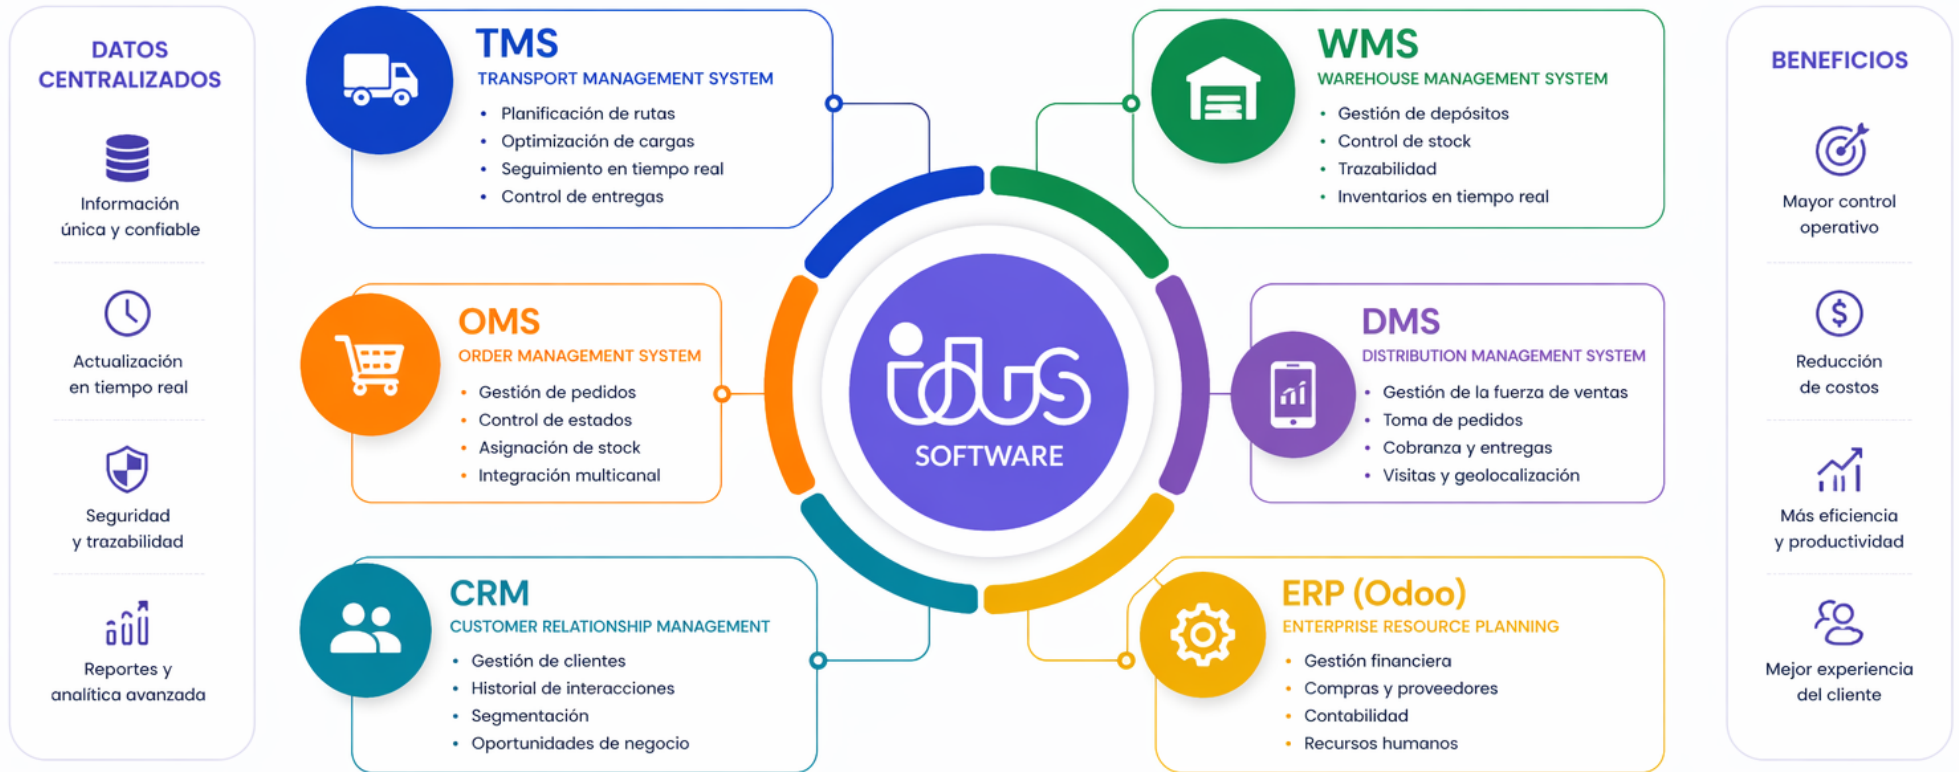 DATOS
CENTRALIZADOS
Información
única y confiable
Actualización
en tiempo real
Seguridad
y trazabilidad
Reportes y
analítica avanzada
TMS
TRANSPORT MANAGEMENT SYSTEM
• Planificación de rutas
• Optimización de cargas
• Seguimiento en tiempo real
• Control de entregas
OMS
ORDER MANAGEMENT SYSTEM
• Gestión de pedidos
• Control de estados
• Asignación de stock
• Integración multicanal
CRM
CUSTOMER RELATIONSHIP MANAGEMENT
• Gestión de clientes
• Historial de interacciones
• Segmentación
• Oportunidades de negocio
idus
SOFTWARE
WMS
WAREHOUSE MANAGEMENT SYSTEM
• Gestión de depósitos
• Control de stock
• Trazabilidad
• Inventarios en tiempo real
DMS
DISTRIBUTION MANAGEMENT SYSTEM
• Gestión de la fuerza de ventas
• Toma de pedidos
• Cobranza y entregas
• Visitas y geolocalización
ERP (Odoo)
ENTERPRISE RESOURCE PLANNING
• Gestión financiera
• Compras y proveedores
• Contabilidad
• Recursos humanos
BENEFICIOS
Mayor control
operativo
$
Reducción
de costos
Más eficiencia
y productividad
Mejor experiencia
del cliente